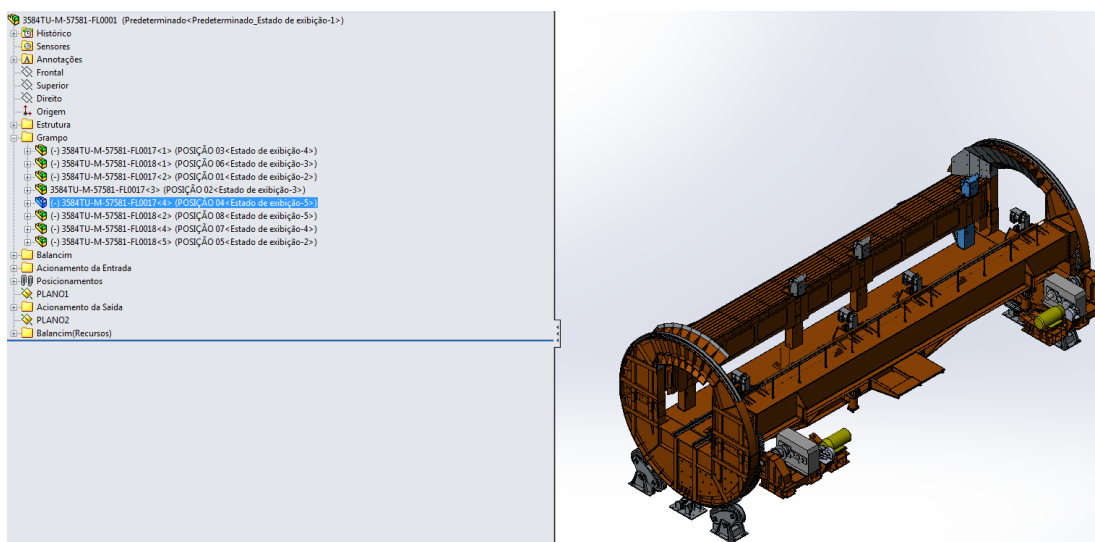 3584TU-M-57581-FL0001 (Predeterminado<Predeterminado_Estado de exibição-1>)
Histórico
Sensores
Annotações
Frontal
Superior
Direito
Origem
Estrutura
Grampo
(-) 3584TU-M-57581-FL0017<1> (POSIÇÃO 03<Estado de exibição-4>)
(-) 3584TU-M-57581-FL0018<1> (POSIÇÃO 06<Estado de exibição-3>)
(-) 3584TU-M-57581-FL0017<2> (POSIÇÃO 01<Estado de exibição-2>)
3584TU-M-57581-FL0017<3> (POSIÇÃO 02<Estado de exibição-3>)
(-) 3584TU-M-57581-FL0017<4> (POSIÇÃO 04<Estado de exibição-5>)
(-) 3584TU-M-57581-FL0018<2> (POSIÇÃO 08<Estado de exibição-5>)
(-) 3584TU-M-57581-FL0018<4> (POSIÇÃO 07<Estado de exibição-4>)
(-) 3584TU-M-57581-FL0018<5> (POSIÇÃO 05<Estado de exibição-2>)
Balancim
Acionamento da Entrada
Posicionamentos
PLANO1
Acionamento da Saída
PLANO2
Balancim(Recursos)